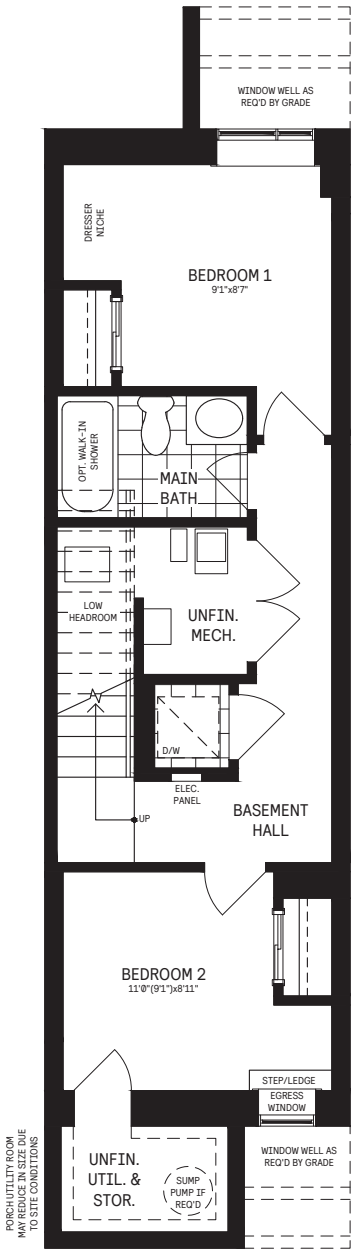 WINDOW WELL AS
REQ'D BY GRADE
DRESSER
NICHE
BEDROOM 1
9'1"x8'7"
OPT. WALK-IN
SHOWER
MAIN
BATH
LOW
HEADROOM
UNFIN.
MECH.
D/W
ELEC.
PANEL
UP
BASEMENT
HALL
BEDROOM 2
11'0"(9'1")x8'11"
STEP/LEDGE
EGRESS
WINDOW
UNFIN.
UTIL. &
STOR.
SUMP
PUMP IF
REQ'D
WINDOW WELL AS
REQ'D BY GRADE
PORCH UTILITY ROOM
MAY REDUCE IN SIZE DUE
TO SITE CONDITIONS